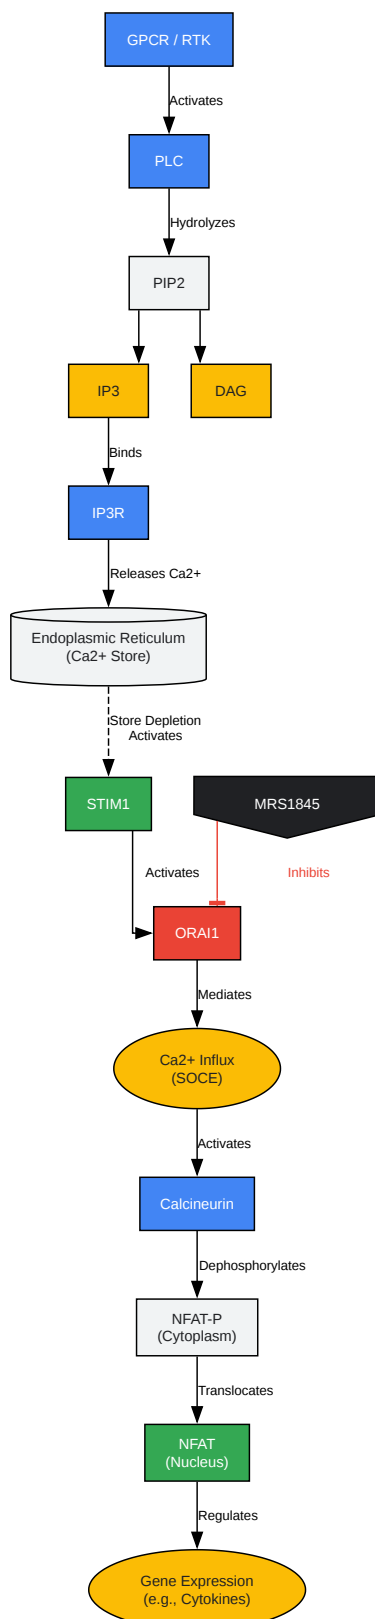 GPCR / RTK
Activates
PLC
Hydrolyzes
PIP2
IP3
DAG
Binds
IP3R
Releases Ca2+
Endoplasmic Reticulum
(Ca2+ Store)
Store Depletion
Activates
STIM1
MRS1845
Activates
Inhibits
ORAI1
Mediates
Ca2+ Influx
(SOCE)
Activates
Calcineurin
Dephosphorylates
NFAT-P
(Cytoplasm)
Translocates
NFAT
(Nucleus)
Regulates
Gene Expression
(e.g., Cytokines)